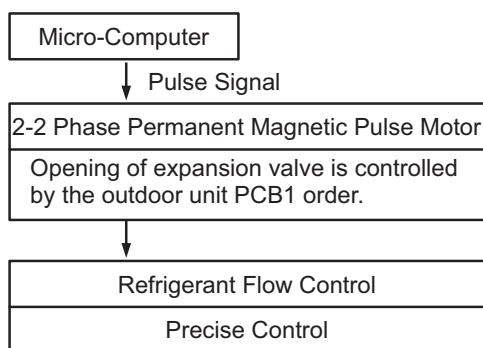 Micro-Computer
Pulse Signal
2-2 Phase Permanent Magnetic Pulse Motor
Opening of expansion valve is controlled
by the outdoor unit PCB1 order.
Refrigerant Flow Control
Precise Control